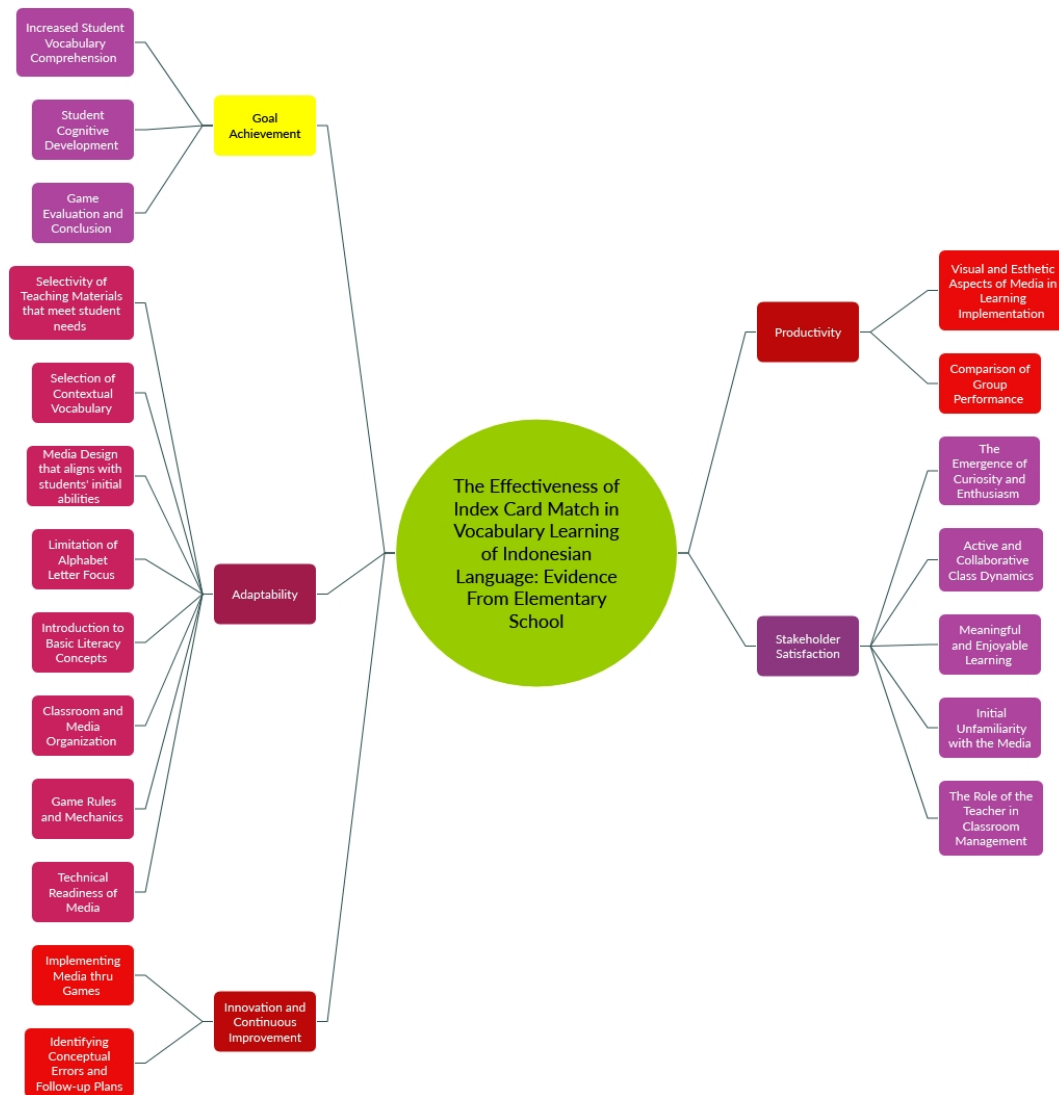 Increased Student
Vocabulary
Comprehension
Student
Cognitive
Development
Game
Evaluation and
Conclusion
Goal
Achievement
Selectivity of
Teaching Materials
that meet student
needs
Selection of
Contextual
Vocabulary
Media Design
that aligns with
students' initial
abilities
Limitation of
Alphabet
Letter Focus
Introduction to
Basic Literacy
Concepts
Classroom and
Media
Organization
Game Rules
and Mechanics
Technical
Readiness of
Media
Adaptability
Implementing
Media thru
Games
Identifying
Conceptual
Errors and
Follow-up Plans
Innovation and
Continuous
Improvement
The Effectiveness of
Index Card Match in
Vocabulary Learning
of Indonesian
Language: Evidence
From Elementary
School
Productivity
Visual and Esthetic
Aspects of Media in
Learning
Implementation
Comparison of
Group
Performance
Stakeholder
Satisfaction
The
Emergence of
Curiosity and
Enthusiasm
Active and
Collaborative
Class Dynamics
Meaningful
and Enjoyable
Learning
Initial
Unfamiliarity
with the Media
The Role of the
Teacher in
Classroom
Management